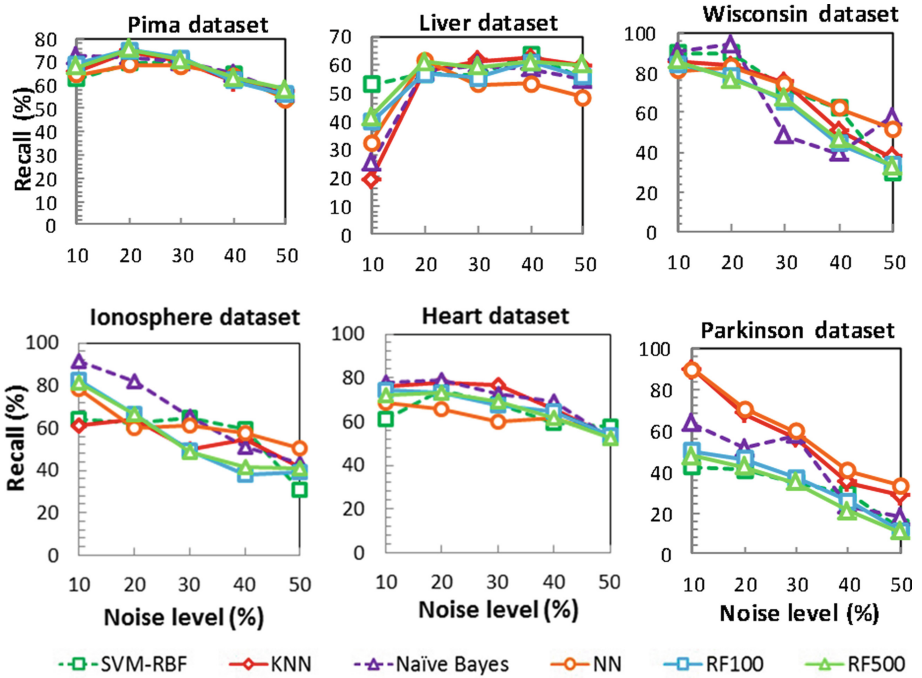 Pima dataset
Liver dataset
Wisconsin dataset
Recall (%)
80
70
60
50
40
30
20
10
0
10 20 30 40 50
70
60
50
40
30
20
10
0
10 20 30 40 50
100
80
60
40
20
0
10 20 30 40 50
Ionosphere dataset
Heart dataset
Parkinson dataset
Recall (%)
100
80
60
40
20
0
10 20 30 40 50
Noise level (%)
100
80
60
40
20
0
10 20 30 40 50
Noise level (%)
100
80
60
40
20
0
10 20 30 40 50
Noise level (%)
SVM-RBF KNN Naïve Bayes NN RF100 RF500